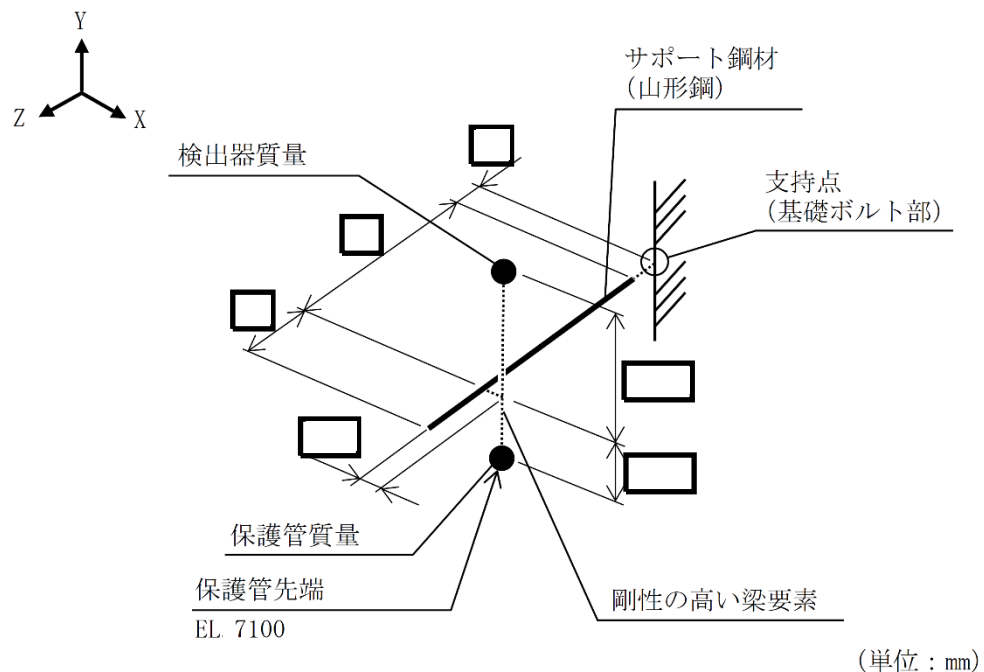 Y
Z
X
サポート鋼材
(山形鋼)
検出器質量
支持点
(基礎ボルト部)
保護管質量
保護管先端
EL 7100
剛性の高い梁要素
(単位:mm)